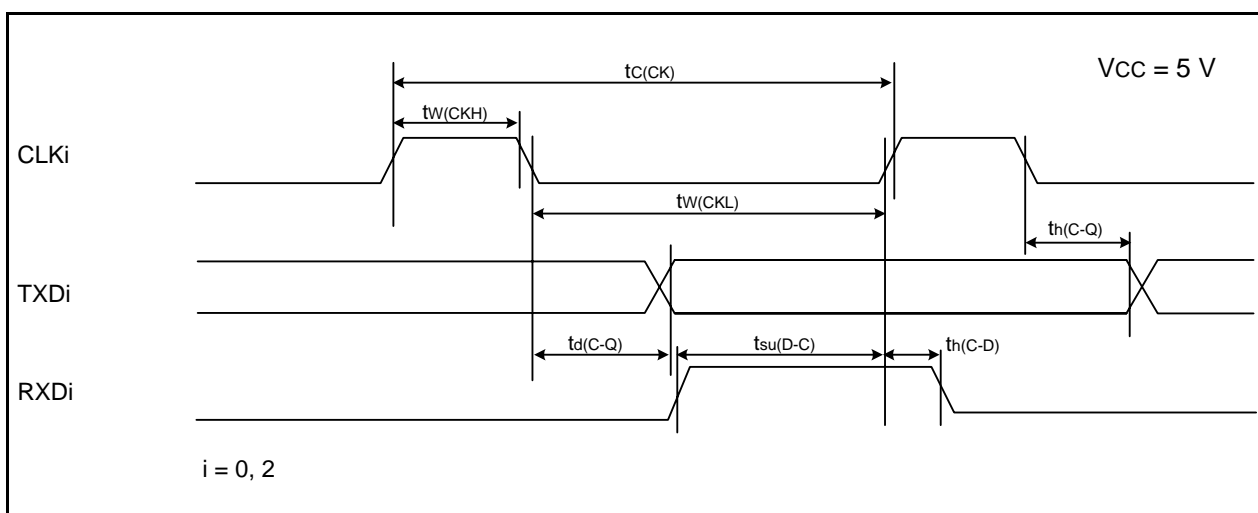 tC(CK)
VCC = 5 V
tW(CKH)
CLKi
tW(CKL)
th(C-Q)
TXDi
td(C-Q)
tsu(D-C)
th(C-D)
RXDi
i = 0, 2